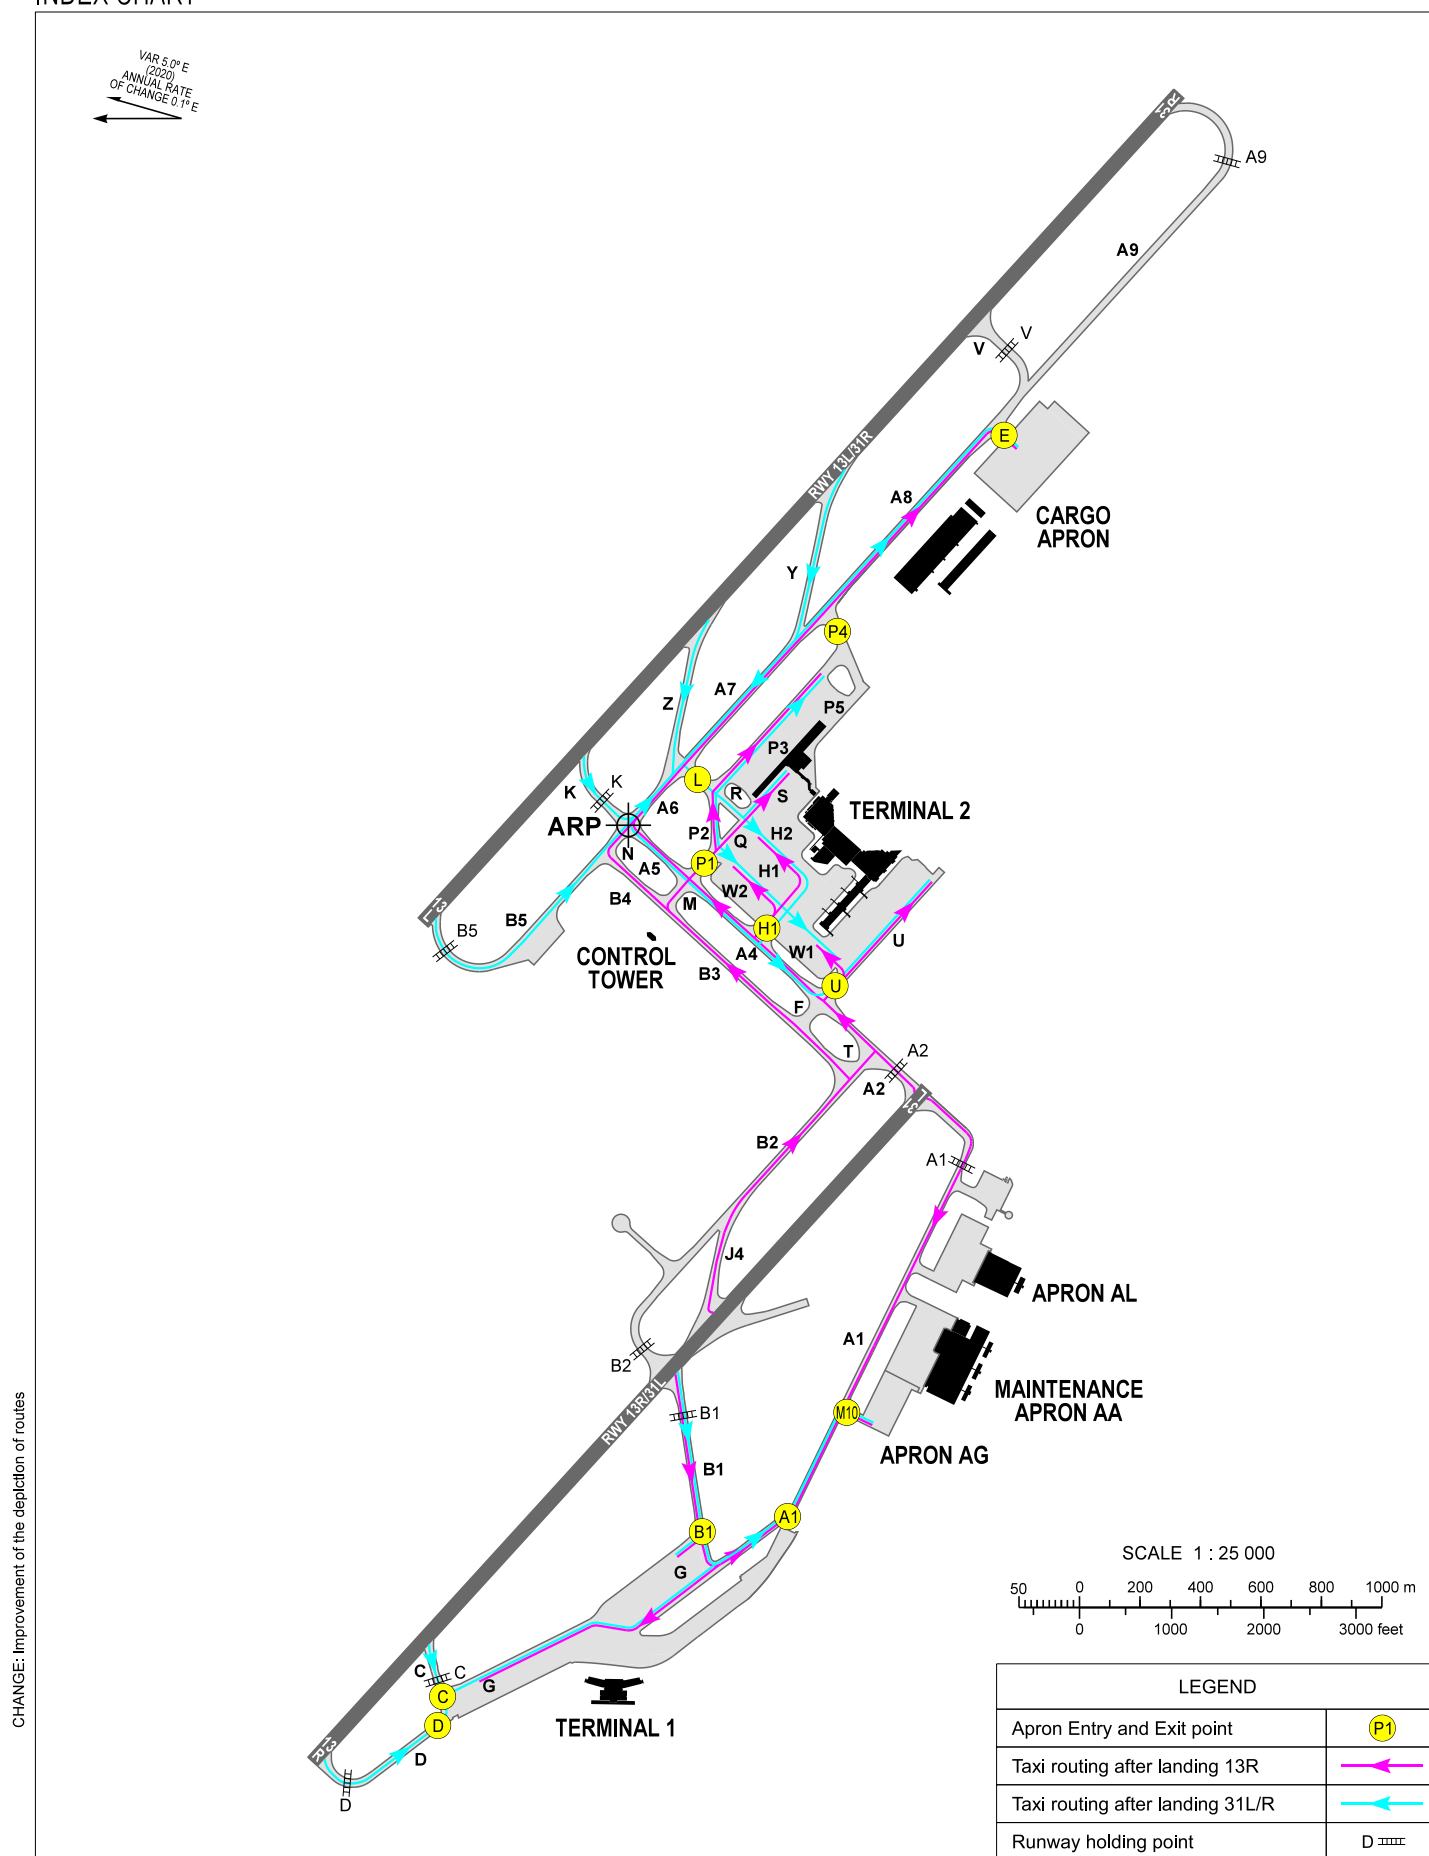 INDEX CHART
VAR 5.0° E
(2020)
ANNUAL RATE
OF CHANGE 0.1° E
31
R
A9
A9
V
V
E
RWY 13L/31R
A8
CARGO
APRON
Y
P4
Z
A7
P5
P3
L
K
K
A6
R
S
TERMINAL 2
ARP
P2
Q
H2
N
A5
P1
H1
B4
W2
M
13
L
B5
B5
H1
CONTROL
TOWER
A4
W1
U
B3
U
F
T
A2
A2
31
L
B2
A1
J4
APRON AL
A1
B2
MAINTENANCE
APRON AA
RWY 13R/31L
B1
M10
APRON AG
B1
A1
B1
G
C
C
G
C
D
TERMINAL 1
13
R
D
D
SCALE 1 : 25 000
50 0 200 400 600 800 1000 m
0 1000 2000 3000 feet
LEGEND
Apron Entry and Exit point P1
Taxi routing after landing 13R
Taxi routing after landing 31L/R
Runway holding point D
CHANGE: Improvement of the depiction of routes